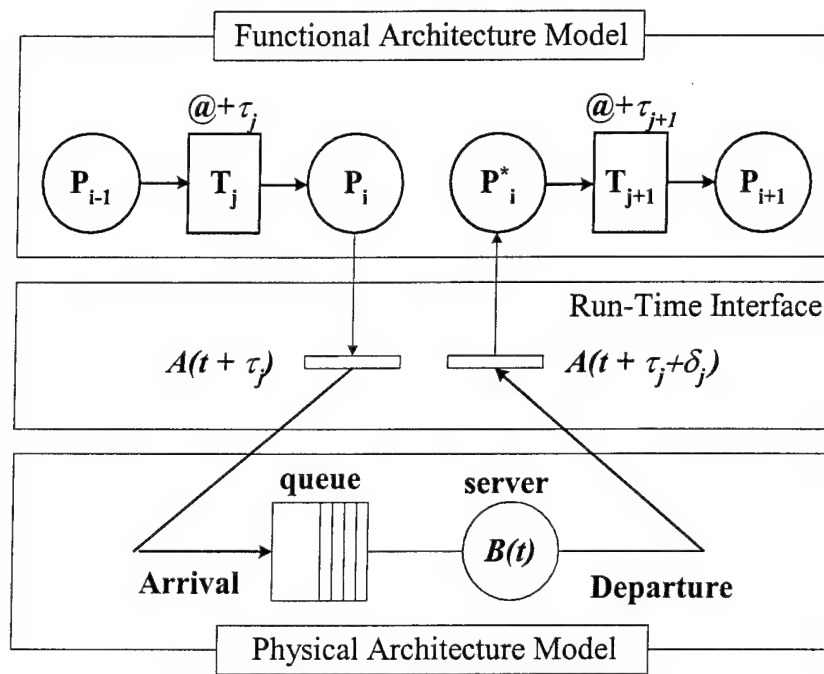 Functional Architecture Model
@+τj @+τj+1
Pi-1 Tj Pi P*i Tj+1 Pi+1
Run-Time Interface
A(t + τj) A(t + τj+δj)
queue server
B(t)
Arrival Departure
Physical Architecture Model